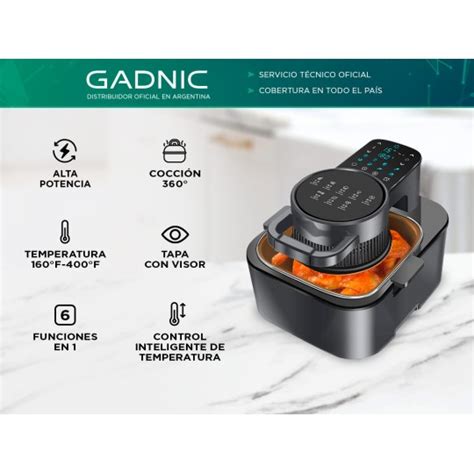 GADNIC
DISTRIBUIDOR OFICIAL EN ARGENTINA
SERVICIO TÉCNICO OFICIAL
COBERTURA EN TODO EL PAÍS
ALTA
POTENCIA
COCCIÓN
360°
TEMPERATURA
160°F-400°F
TAPA
CON VISOR
6
FUNCIONES
EN 1
CONTROL
INTELIGENTE DE
TEMPERATURA